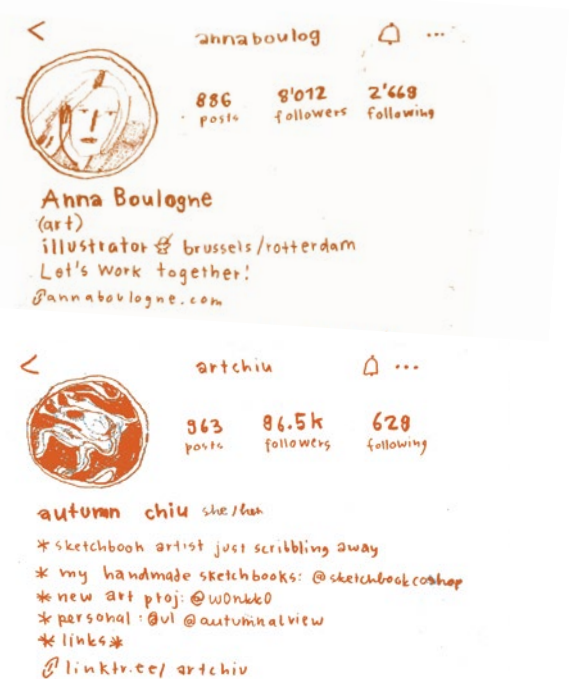 annaboulog
886 8'012 2'668
posts followers following
Anna Boulogne
(art)
illustrator brussels/rotterdam
Let's work together!
annaboulogne.com
artchiu
963 86.5k 628
posts followers following
autumn chiu she/her
*sketchbook artist just scribbling away
* my handmade sketchbooks: @sketchbookcoshop
*new art proj: @w0nkk0
*personal: @autumnalview
*links*
linktr.ee/artchiu